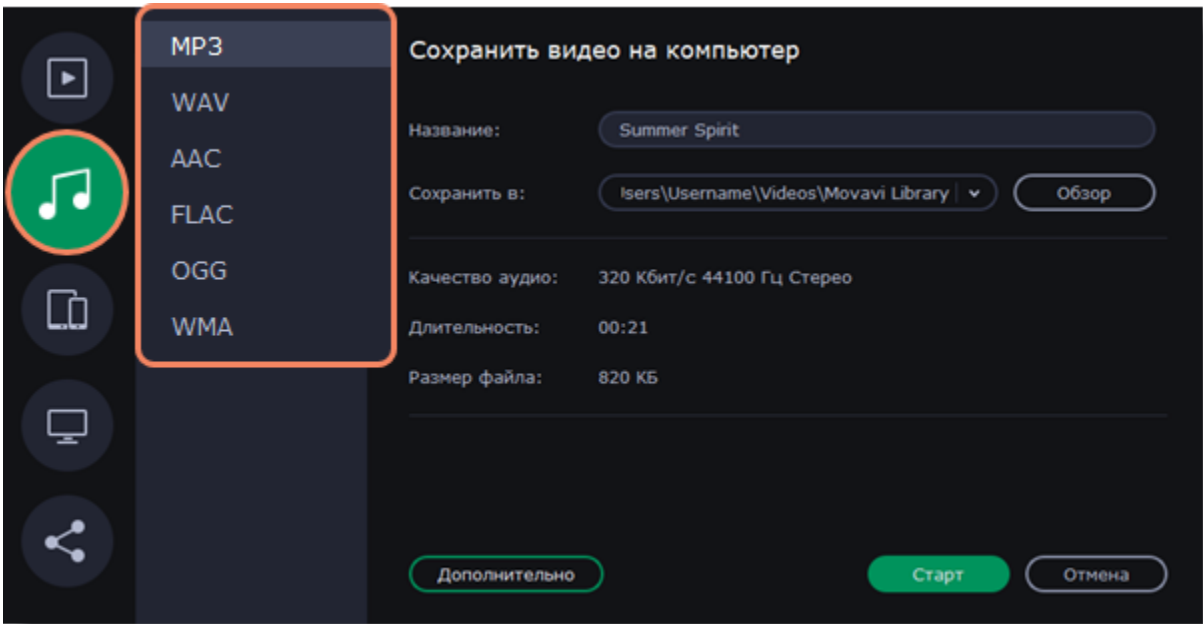 MP3
WAV
AAC
FLAC
OGG
WMA
Сохранить видео на компьютер
Название: Summer Spirit
Сохранить в: sers\Username\Videos\Movavi Library Обзор
Качество аудио: 320 Кбит/с 44100 Гц Стерео
Длительность: 00:21
Размер файла: 820 КБ
Дополнительно Старт Отмена